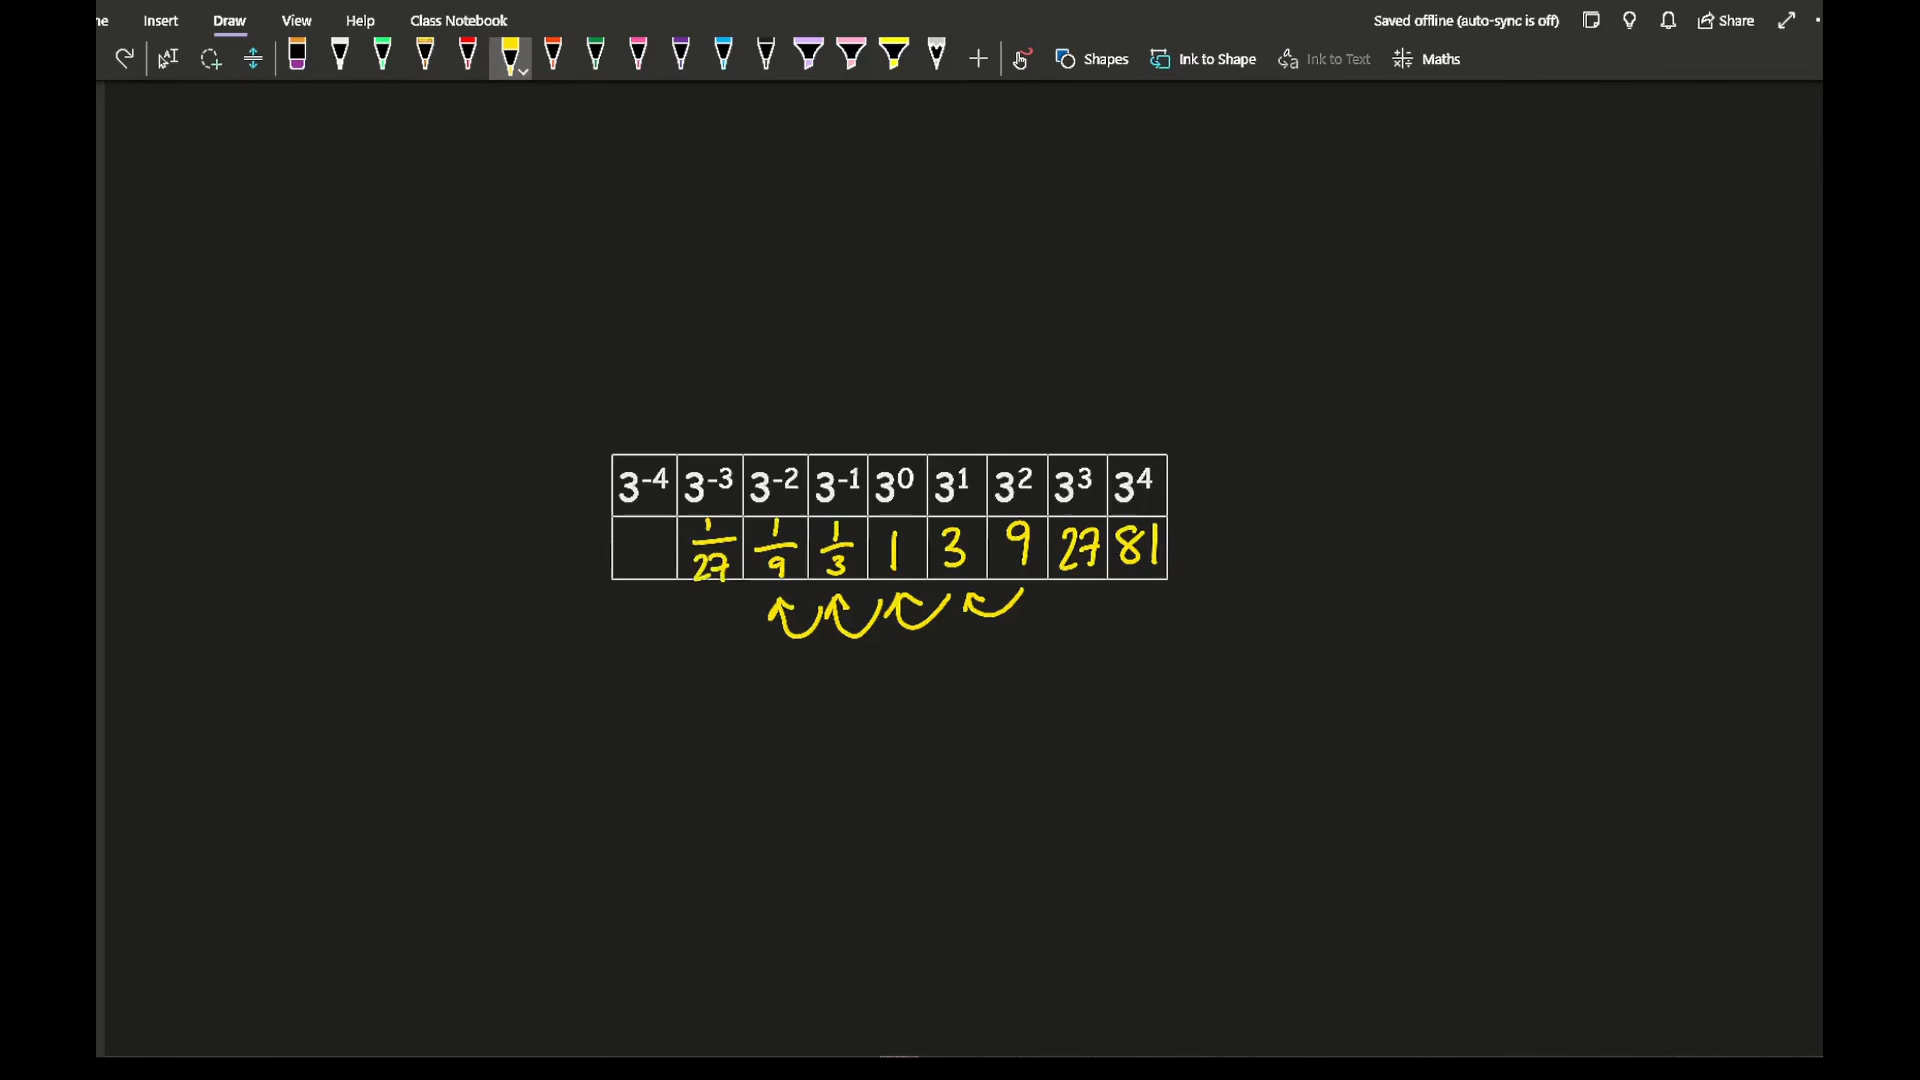 Insert Draw View Help Class Notebook Saved offline (auto-sync is off) Share
Shapes Ink to Shape Ink to Text Maths
3⁻⁴ 3⁻³ 3⁻² 3⁻¹ 3⁰ 3¹ 3² 3³ 3⁴
1/27 1/9 1/3 1 3 9 27 81